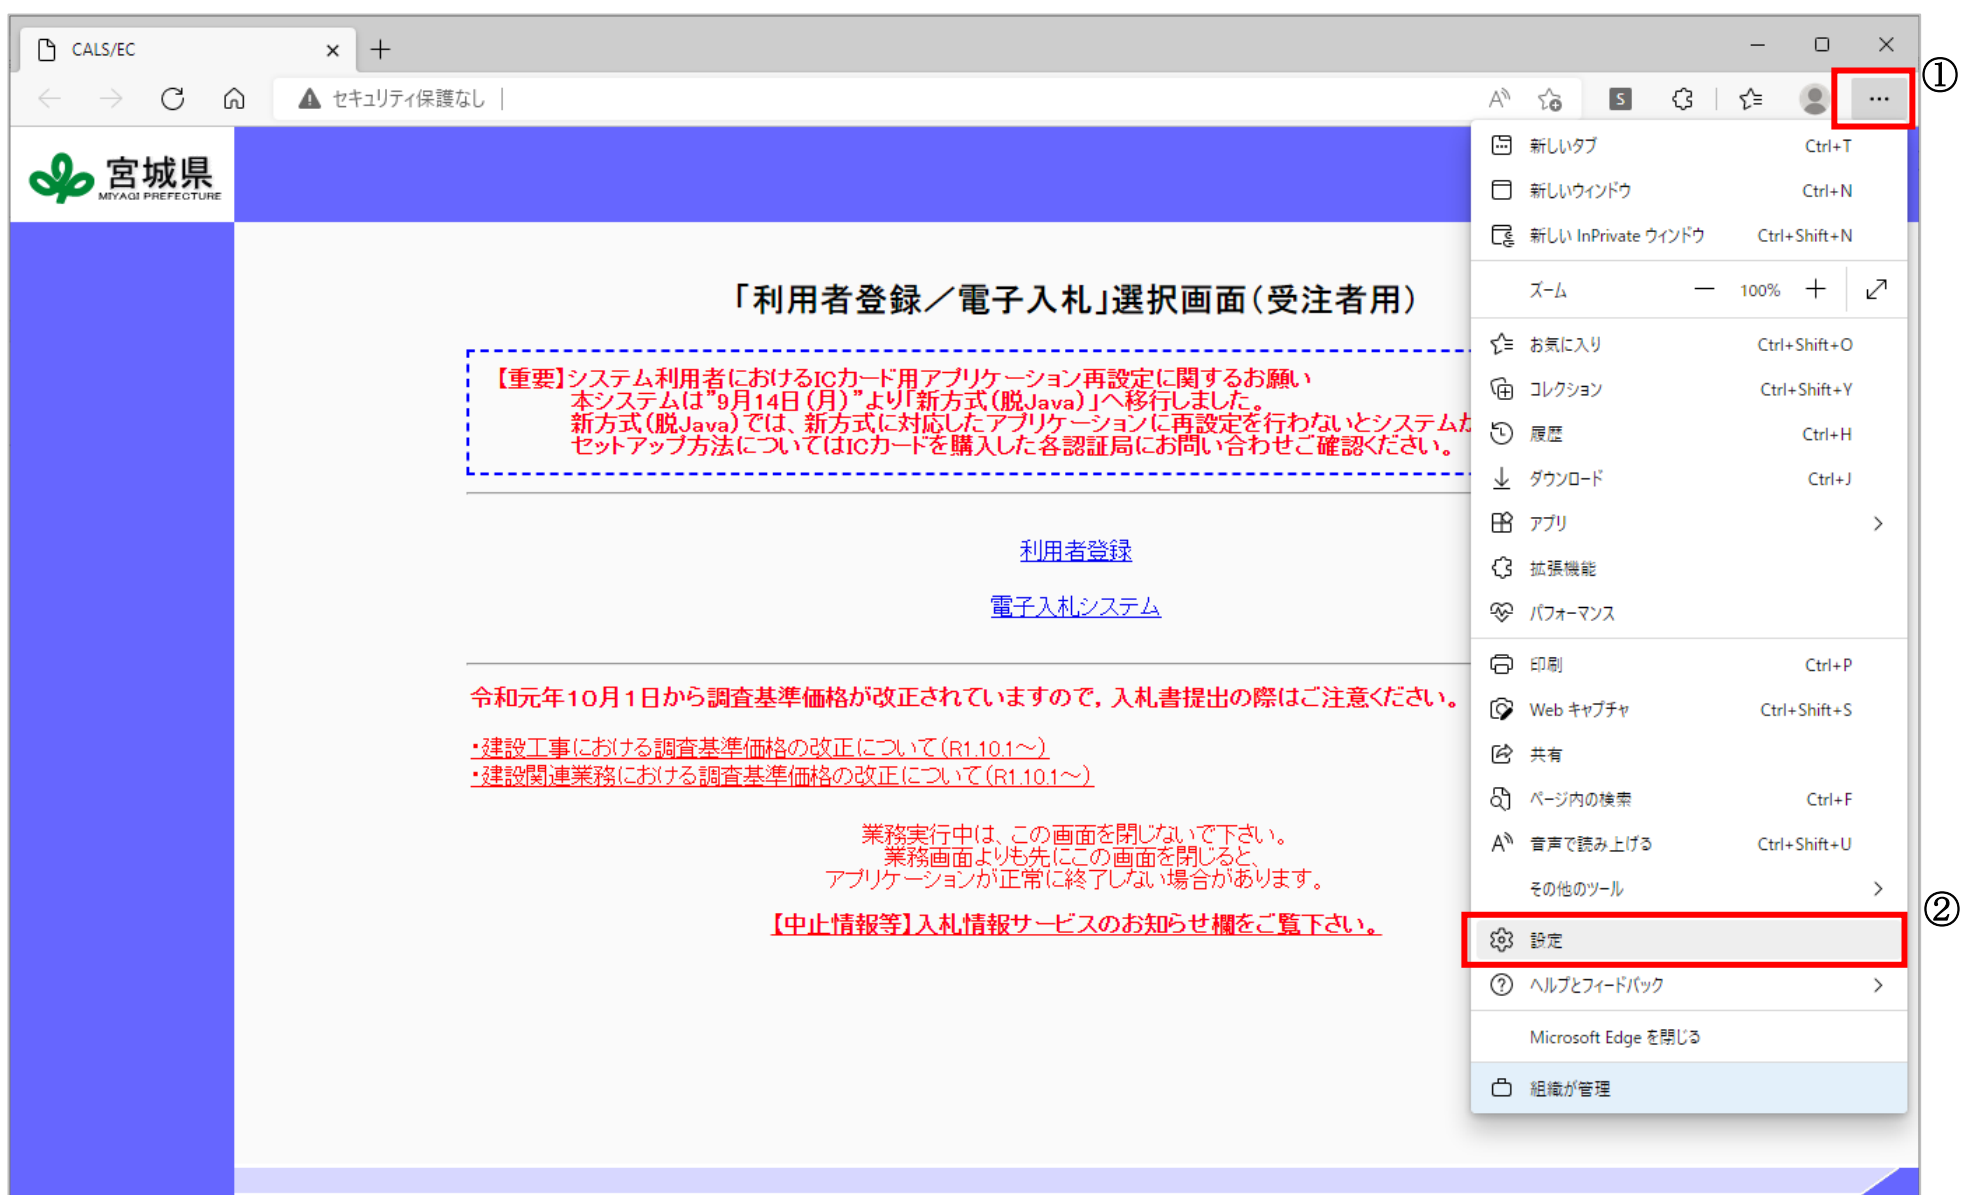 CALS/EC
①
セキュリティ保護なし
宮城県
MIYAGI PREFECTURE
「利用者登録／電子入札」選択画面（受注者用）
【重要】システム利用者におけるICカード用アプリケーション再設定に関するお願い
本システムは”9月14日（月）”より「新方式（脱Java）」へ移行しました。
新方式（脱Java）では、新方式に対応したアプリケーションに再設定を行わないとシステムが
セットアップ方法についてはICカードを購入した各認証局にお問い合わせご確認ください。
利用者登録
電子入札システム
令和元年10月1日から調査基準価格が改正されていますので，入札書提出の際はご注意ください。
・建設工事における調査基準価格の改正について（R1.10.1～）
・建設関連業務における調査基準価格の改正について（R1.10.1～）
業務実行中は、この画面を閉じないで下さい。
業務画面よりも先にこの画面を閉じると、
アプリケーションが正常に終了しない場合があります。
【中止情報等】入札情報サービスのお知らせ欄をご覧下さい。
新しいタブ Ctrl+T
新しいウィンドウ Ctrl+N
新しい InPrivate ウィンドウ Ctrl+Shift+N
ズーム 100%
お気に入り Ctrl+Shift+O
コレクション Ctrl+Shift+Y
履歴 Ctrl+H
ダウンロード Ctrl+J
アプリ
拡張機能
パフォーマンス
印刷 Ctrl+P
Web キャプチャ Ctrl+Shift+S
共有
ページ内の検索 Ctrl+F
音声で読み上げる Ctrl+Shift+U
その他のツール
②
設定
ヘルプとフィードバック
Microsoft Edge を閉じる
組織が管理